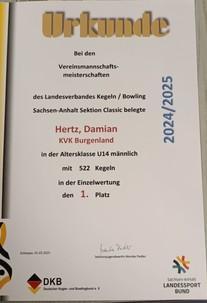 Urkunde
Bei den
Vereinsmannschafts-
meisterschaften
des Landesverbandes Kegeln / Bowling
Sachsen-Anhalt Sektion Classic belegte
2024/2025
Hertz, Damian
KVK Burgenland
in der Altersklasse U14 männlich
mit 522 Kegeln
in der Einzelwertung
den 1. Platz
DKB
Deutscher Kegler- und Bowlingbund e. V.
Sachsen-Anhalt
LANDESSPORT
BUND